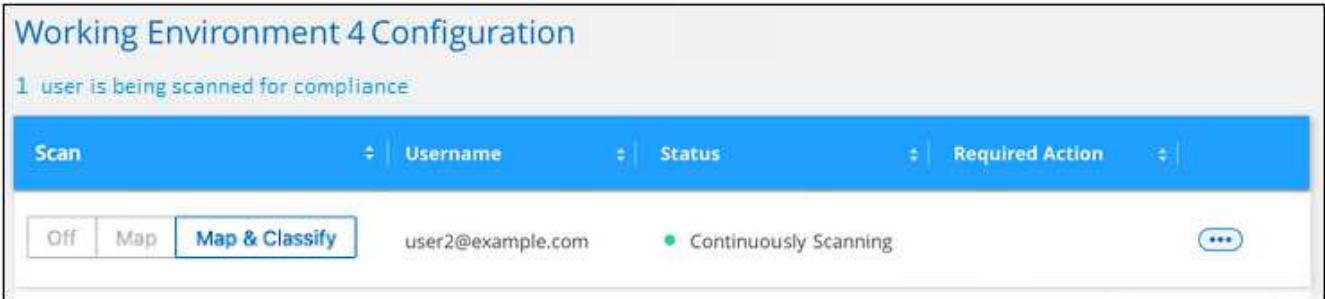 Working Environment 4 Configuration
1 user is being scanned for compliance
Scan Username Status Required Action
Off Map Map & Classify user2@example.com Continuously Scanning